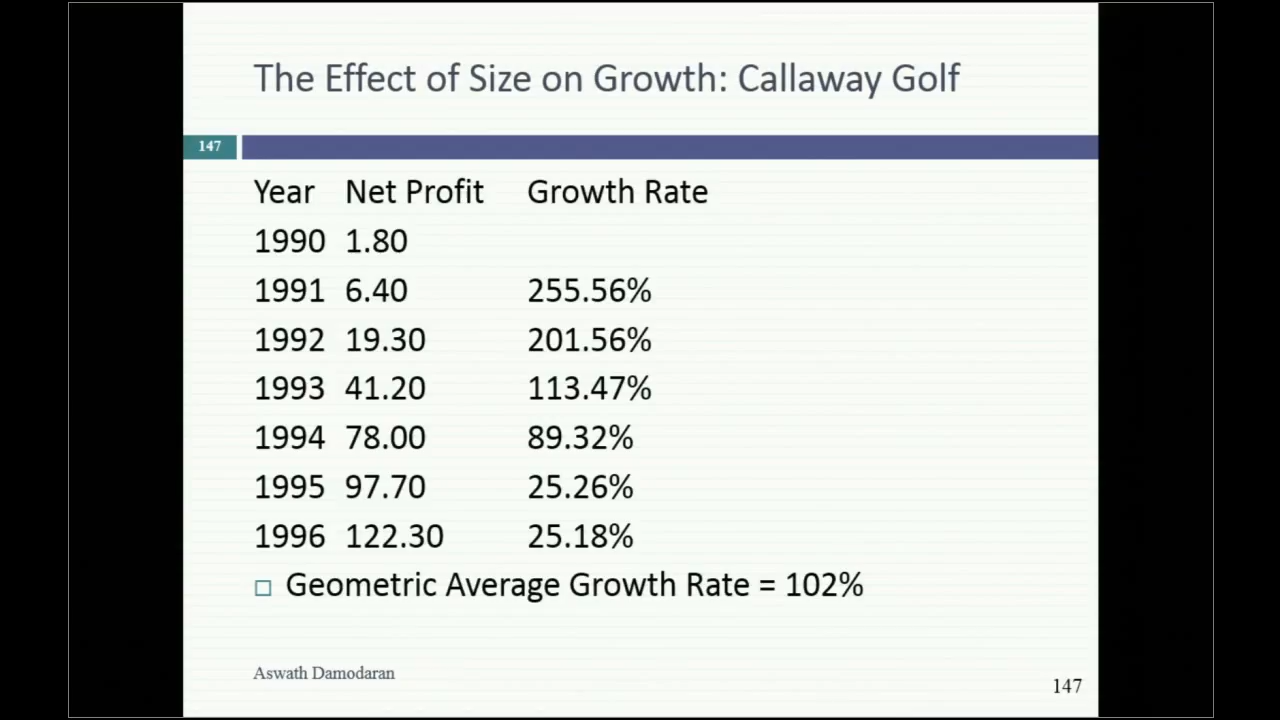 The Effect of Size on Growth: Callaway Golf
147
Year Net Profit Growth Rate
1990 1.80
1991 6.40 255.56%
1992 19.30 201.56%
1993 41.20 113.47%
1994 78.00 89.32%
1995 97.70 25.26%
1996 122.30 25.18%
Geometric Average Growth Rate = 102%
Aswath Damodaran
147